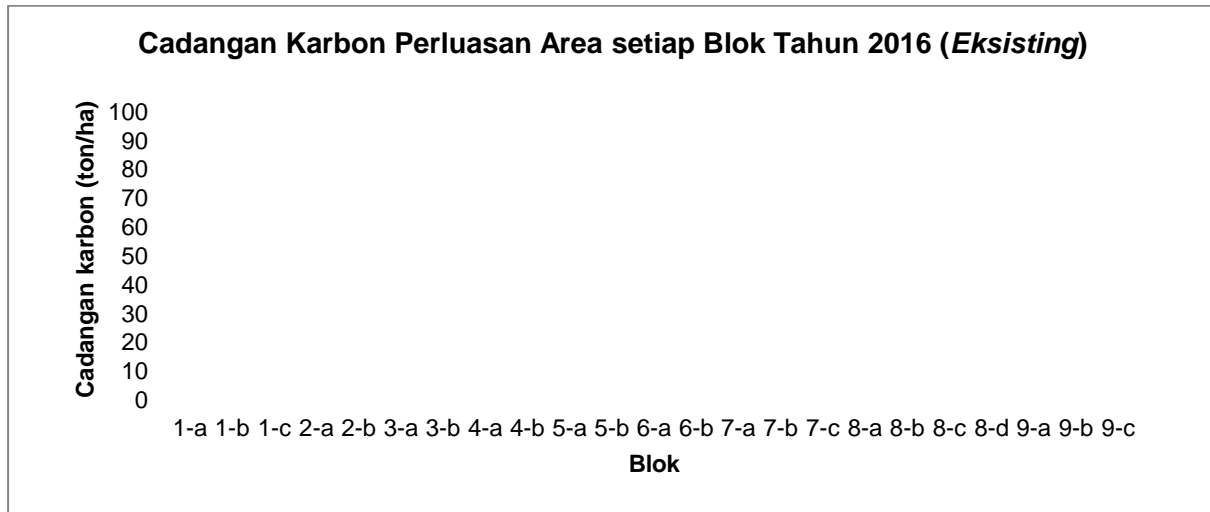 Cadangan Karbon Perluasan Area setiap Blok Tahun 2016 (Eksisting)
Cadangan karbon (ton/ha)
100
90
80
70
60
50
40
30
20
10
0
1-a 1-b 1-c 2-a 2-b 3-a 3-b 4-a 4-b 5-a 5-b 6-a 6-b 7-a 7-b 7-c 8-a 8-b 8-c 8-d 9-a 9-b 9-c
Blok